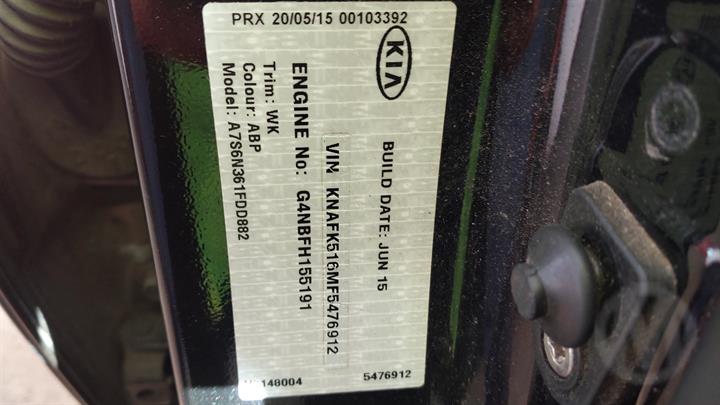 PRX 20/05/15 00103392
KIA
BUILD DATE: JUN 15
VIN KNAFK516MF5476912
ENGINE No: G4NBFH155191
Trim: WK
Colour: ABP
Model: A7S6N361FDD882
5476912